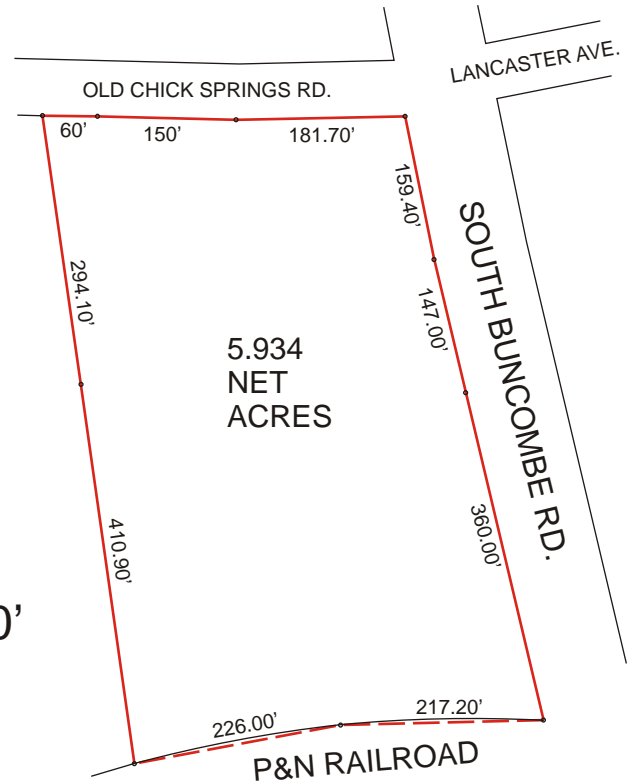 LANCASTER AVE.
OLD CHICK SPRINGS RD.
60’
150’
181.70’
159.40’
SOUTH BUNCOMBE RD.
294.10’
147.00’
5.934
NET
ACRES
360.00’
410.90’
0’
217.20’
226.00’
P&N RAILROAD